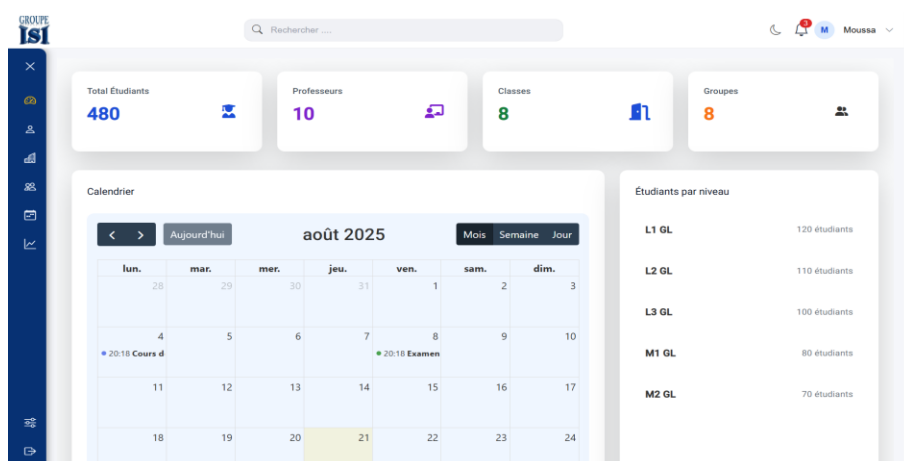 GROUPE
ISI
Rechercher ....
3
M
Moussa
Total Étudiants
480
Professeurs
10
Classes
8
Groupes
8
Calendrier
Aujourd'hui
août 2025
Mois Semaine Jour
lun. mar. mer. jeu. ven. sam. dim.
28 29 30 31 1 2 3
4 5 6 7 8 9 10
20:18 Cours d
20:18 Examen
11 12 13 14 15 16 17
18 19 20 21 22 23 24
Étudiants par niveau
L1 GL 120 étudiants
L2 GL 110 étudiants
L3 GL 100 étudiants
M1 GL 80 étudiants
M2 GL 70 étudiants